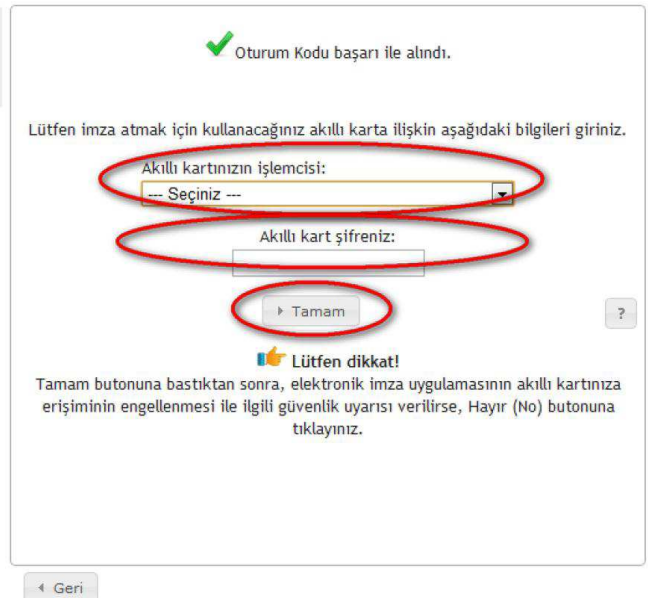 Oturum Kodu başarı ile alındı.
Lütfen imza atmak için kullanacağınız akıllı karta ilişkin aşağıdaki bilgileri giriniz.
Akıllı kartınızın işlemcisi:
--- Seçiniz ---
Akıllı kart şifreniz:
Tamam
?
Lütfen dikkat!
Tamam butonuna bastıktan sonra, elektronik imza uygulamasının akıllı kartınıza
erişiminin engellenmesi ile ilgili güvenlik uyarısı verilirse, Hayır (No) butonuna
tıklayınız.
Geri